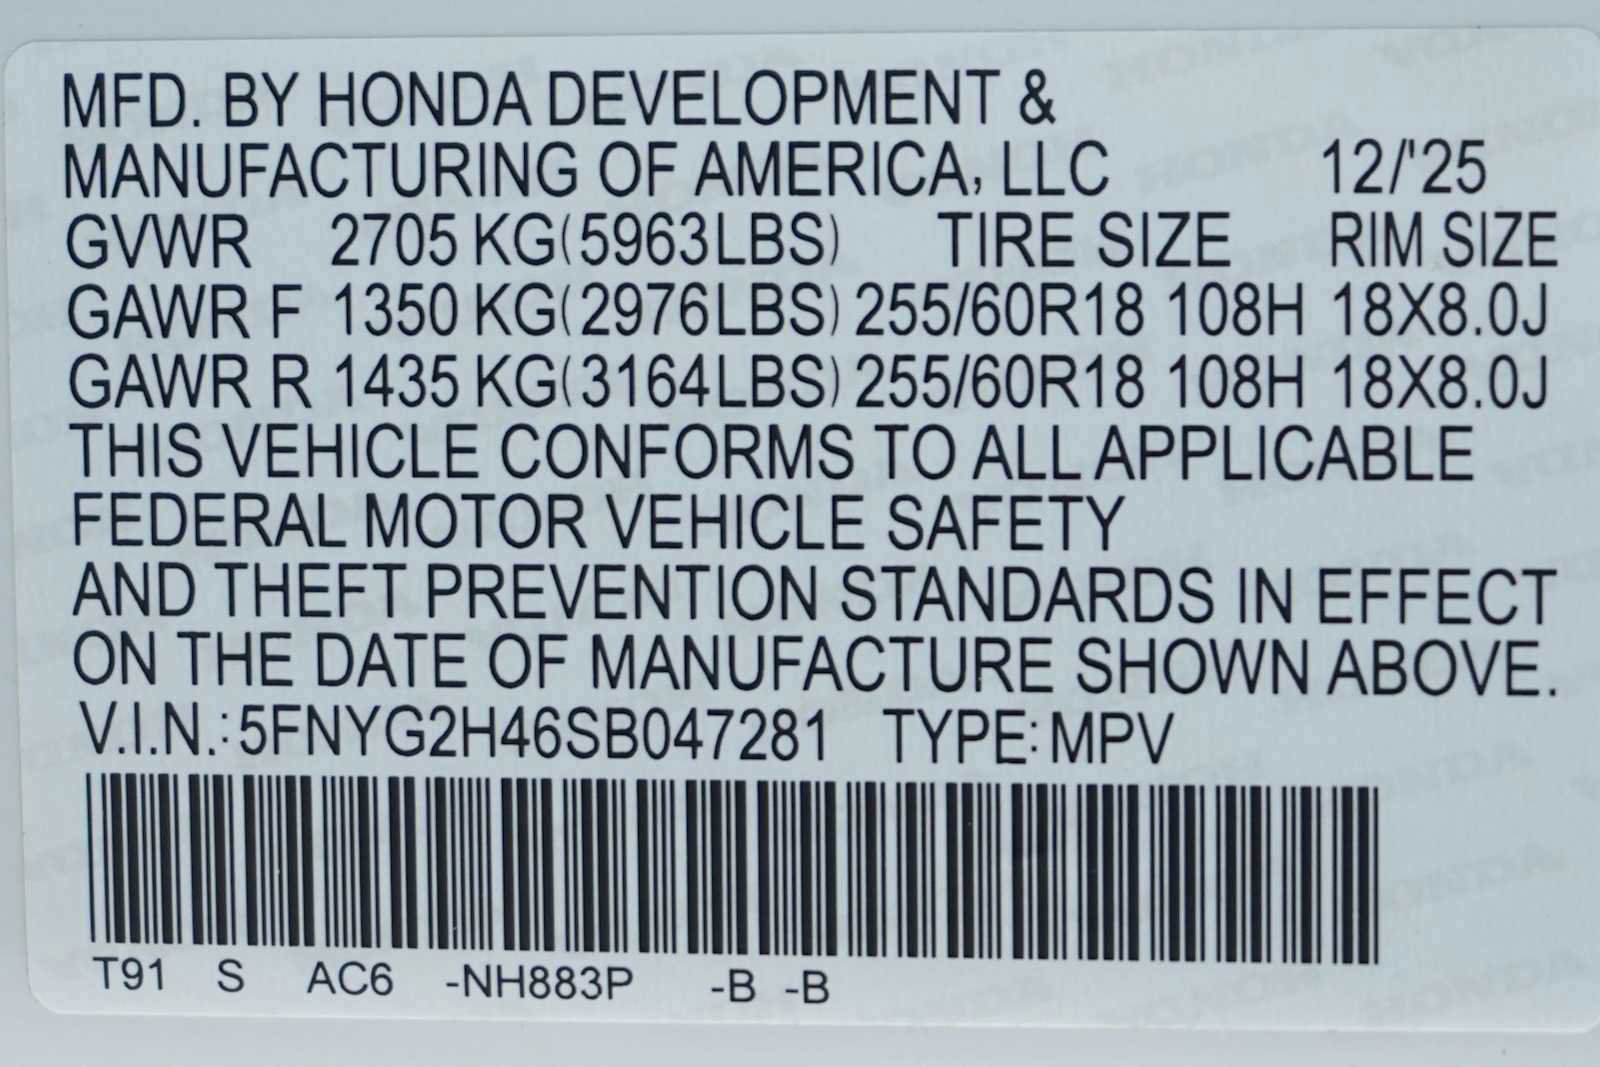 MFD. BY HONDA DEVELOPMENT &
MANUFACTURING OF AMERICA, LLC 12/'25
GVWR 2705 KG(5963LBS) TIRE SIZE RIM SIZE
GAWR F 1350 KG(2976LBS) 255/60R18 108H 18X8.0J
GAWR R 1435 KG(3164LBS) 255/60R18 108H 18X8.0J
THIS VEHICLE CONFORMS TO ALL APPLICABLE
FEDERAL MOTOR VEHICLE SAFETY
AND THEFT PREVENTION STANDARDS IN EFFECT
ON THE DATE OF MANUFACTURE SHOWN ABOVE.
V.I.N.:5FNYG2H46SB047281 TYPE:MPV
T91 S AC6 -NH883P -B -B